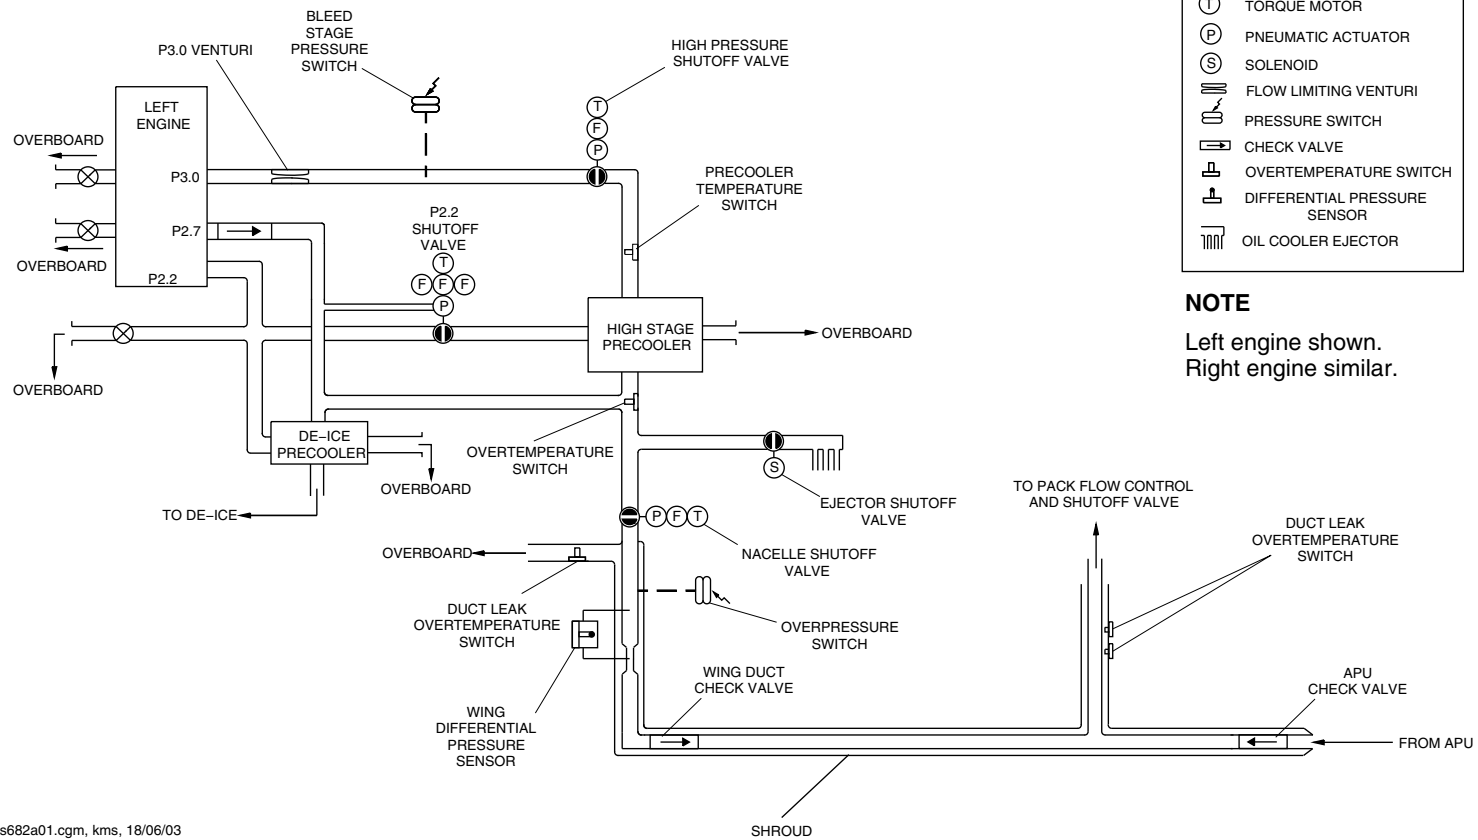 BLEED
STAGE
PRESSURE
SWITCH
P3.0 VENTURI
HIGH PRESSURE
SHUTOFF VALVE
T
F
P
LEFT
ENGINE
OVERBOARD
P3.0
P2.7
P2.2
OVERBOARD
PRECOOLER
TEMPERATURE
SWITCH
P2.2
SHUTOFF
VALVE
T
F F F
P
HIGH STAGE
PRECOOLER
OVERBOARD
OVERBOARD
DE-ICE
PRECOOLER
OVERBOARD
TO DE-ICE
OVERTEMPERATURE
SWITCH
S
EJECTOR SHUTOFF
VALVE
P F T
NACELLE SHUTOFF
VALVE
OVERBOARD
DUCT LEAK
OVERTEMPERATURE
SWITCH
OVERPRESSURE
SWITCH
WING
DIFFERENTIAL
PRESSURE
SENSOR
WING DUCT
CHECK VALVE
TO PACK FLOW CONTROL
AND SHUTOFF VALVE
DUCT LEAK
OVERTEMPERATURE
SWITCH
APU
CHECK VALVE
FROM APU
SHROUD
T TORQUE MOTOR
P PNEUMATIC ACTUATOR
S SOLENOID
FLOW LIMITING VENTURI
PRESSURE SWITCH
CHECK VALVE
OVERTEMPERATURE SWITCH
DIFFERENTIAL PRESSURE
SENSOR
OIL COOLER EJECTOR
NOTE
Left engine shown.
Right engine similar.
s682a01.cgm, kms, 18/06/03